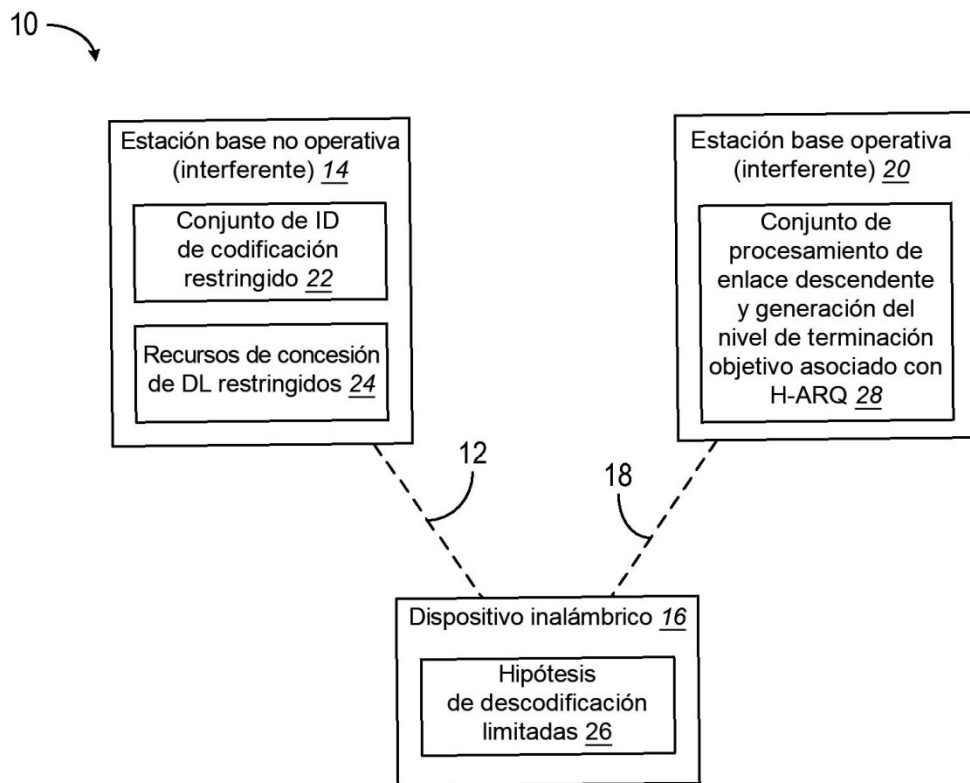 10
Estación base no operativa
(interferente) 14
Conjunto de ID
de codificación
restringido 22
Recursos de concesión
de DL restringidos 24
Estación base operativa
(interferente) 20
Conjunto de
procesamiento de
enlace descendente
y generación del
nivel de terminación
objetivo asociado con
H-ARQ 28
12
18
Dispositivo inalámbrico 16
Hipótesis
de descodificación
limitadas 26